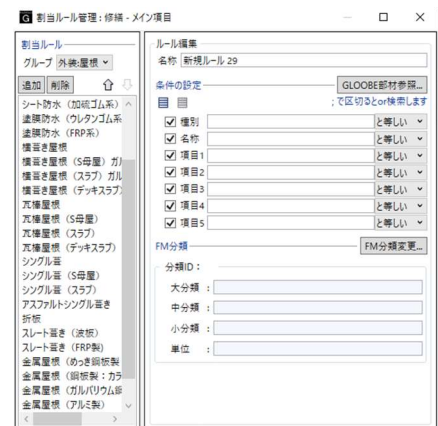 G 割当ルール管理 : 修繕 - メイン項目
割当ルール
グループ 外装:屋根
追加 削除
シート防水（加硫ゴム系）
塗膜防水（ウレタンゴム系
塗膜防水（FRP系）
横葺き屋根
横葺き屋根（S母屋）ガル
横葺き屋根（スラブ）ガル
横葺き屋根（デッキスラブ）
瓦棒屋根
瓦棒屋根（S母屋）
瓦棒屋根（スラブ）
瓦棒屋根（デッキスラブ）
シングル葺
シングル葺（S母屋）
シングル葺（スラブ）
アスファルトシングル葺き
折板
スレート葺き（波板）
スレート葺き（FRP製）
金属屋根（めっき鋼板製
金属屋根（鋼板製：カラ
金属屋根（ガルバリウム鋼
金属屋根（アルミ製）
ルール編集
名称 新規ルール 29
条件の設定 GLOOBE部材参照...
; で区切るとor検索します
種別 と等しい
名称 と等しい
項目1 と等しい
項目2 と等しい
項目3 と等しい
項目4 と等しい
項目5 と等しい
FM分類 FM分類変更...
分類ID：
大分類 :
中分類 :
小分類 :
単位 :